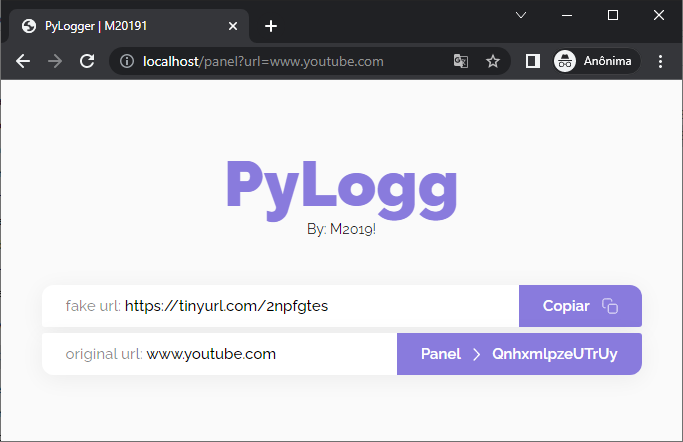 PyLogger | M20191
localhost/panel?url=www.youtube.com
Anônima
PyLogg
By: M2019!
fake url: https://tinyurl.com/2npfgtes
Copiar
original url: www.youtube.com
Panel > QnhxmlpzeUTrUy